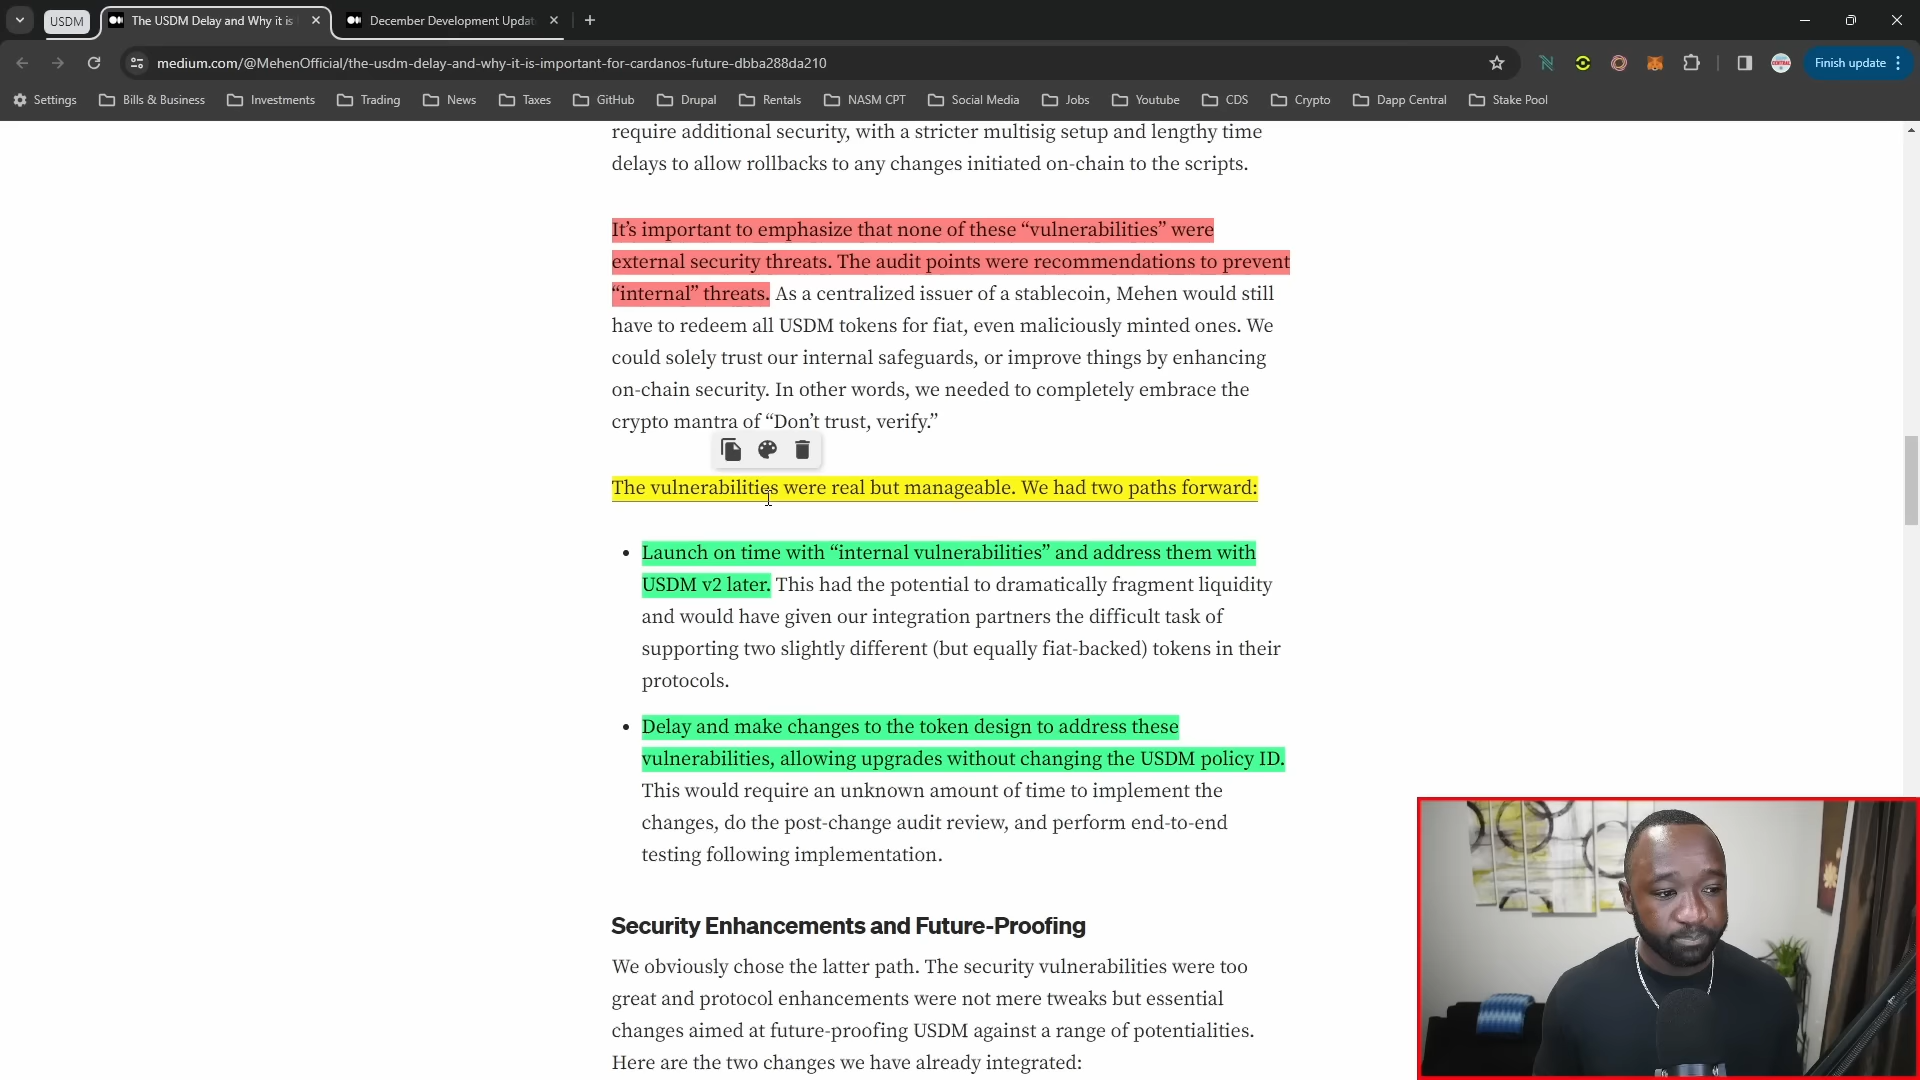 USDM
The USDM Delay and Why it is
December Development Updat
medium.com/@MehenOfficial/the-usdm-delay-and-why-it-is-important-for-cardanos-future-dbba288da210
Finish update
Settings
Bills & Business
Investments
Trading
News
Taxes
GitHub
Drupal
Rentals
NASM CPT
Social Media
Jobs
Youtube
CDS
Crypto
Dapp Central
Stake Pool
require additional security, with a stricter multisig setup and lengthy time
delays to allow rollbacks to any changes initiated on-chain to the scripts.
It’s important to emphasize that none of these “vulnerabilities” were
external security threats. The audit points were recommendations to prevent
“internal” threats. As a centralized issuer of a stablecoin, Mehen would still
have to redeem all USDM tokens for fiat, even maliciously minted ones. We
could solely trust our internal safeguards, or improve things by enhancing
on-chain security. In other words, we needed to completely embrace the
crypto mantra of “Don’t trust, verify.”
The vulnerabilities were real but manageable. We had two paths forward:
• Launch on time with “internal vulnerabilities” and address them with
USDM v2 later. This had the potential to dramatically fragment liquidity
and would have given our integration partners the difficult task of
supporting two slightly different (but equally fiat-backed) tokens in their
protocols.
• Delay and make changes to the token design to address these
vulnerabilities, allowing upgrades without changing the USDM policy ID.
This would require an unknown amount of time to implement the
changes, do the post-change audit review, and perform end-to-end
testing following implementation.
Security Enhancements and Future-Proofing
We obviously chose the latter path. The security vulnerabilities were too
great and protocol enhancements were not mere tweaks but essential
changes aimed at future-proofing USDM against a range of potentialities.
Here are the two changes we have already integrated: